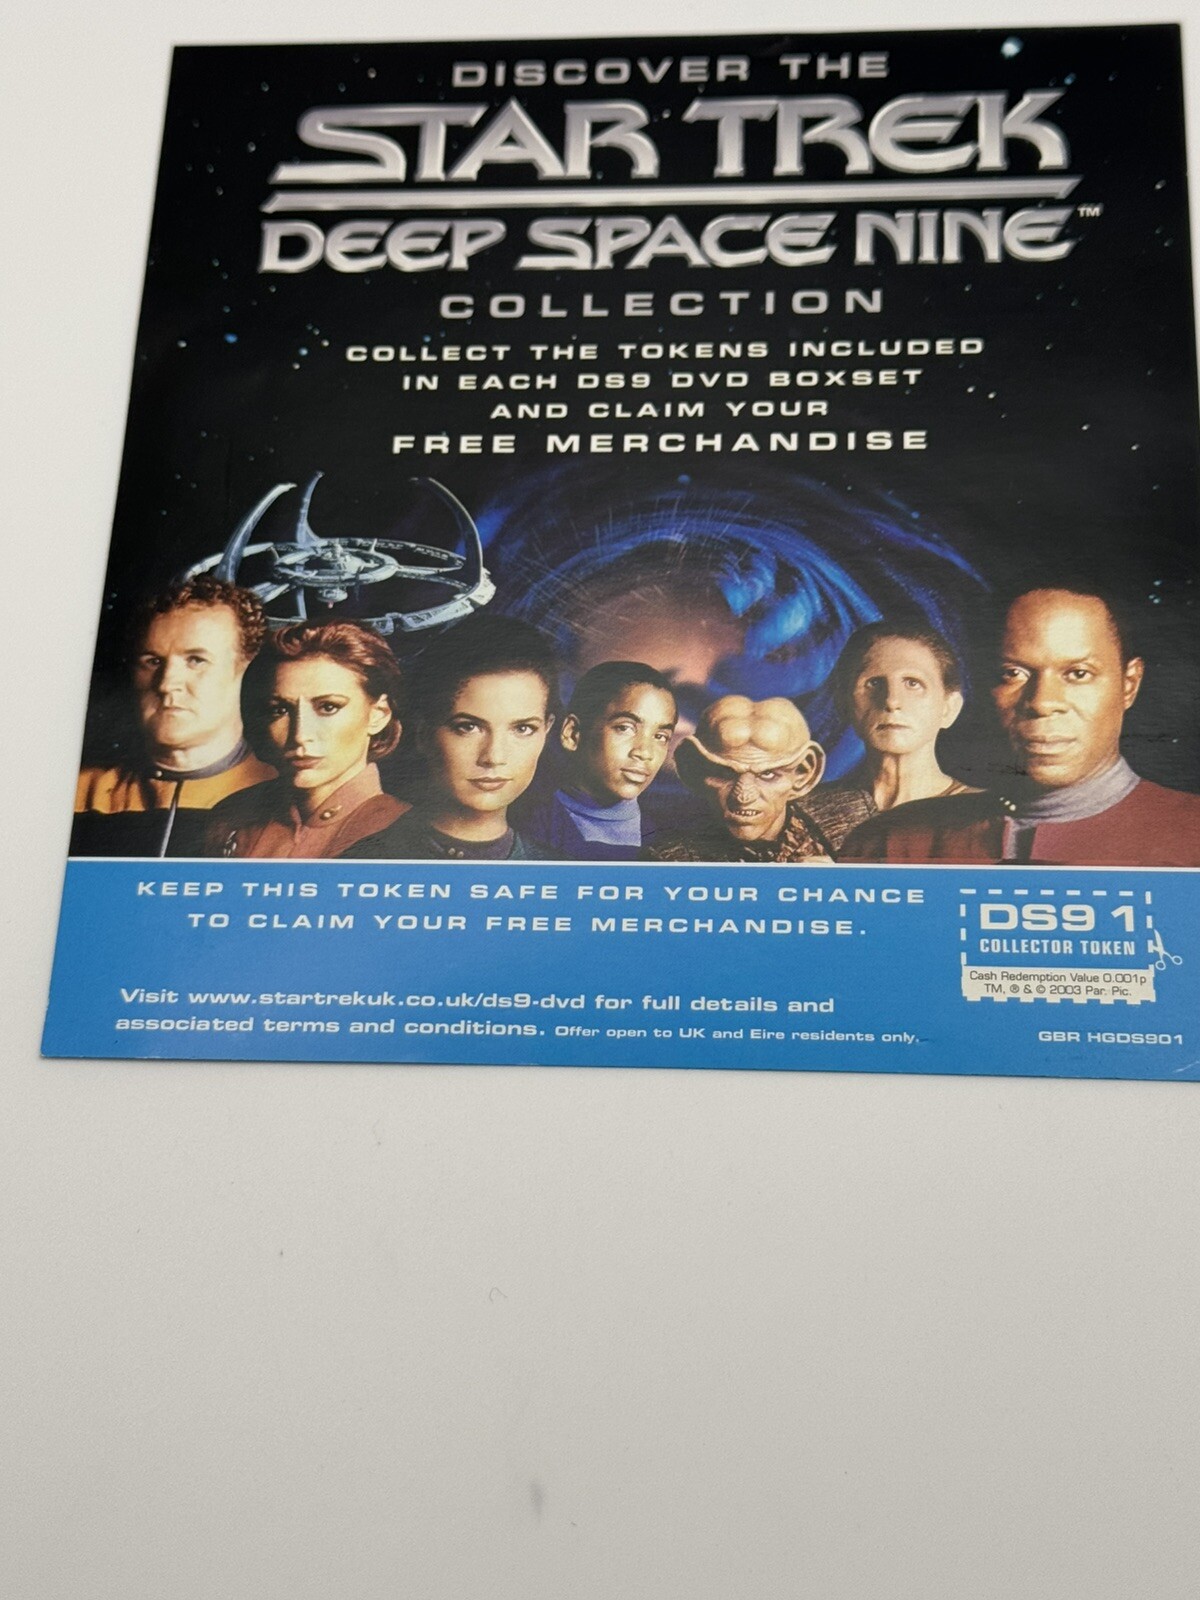 DISCOVER THE
STAR TREK
DEEP SPACE NINE™
COLLECTION
COLLECT THE TOKENS INCLUDED
IN EACH DS9 DVD BOXSET
AND CLAIM YOUR
FREE MERCHANDISE
KEEP THIS TOKEN SAFE FOR YOUR CHANCE
TO CLAIM YOUR FREE MERCHANDISE.
DS9 1
COLLECTOR TOKEN
Cash Redemption Value 0.001p
TM, ® & © 2003 Par. Pic.
Visit www.startrekuk.co.uk/ds9-dvd for full details and
associated terms and conditions. Offer open to UK and Eire residents only.
GBR HGDS901